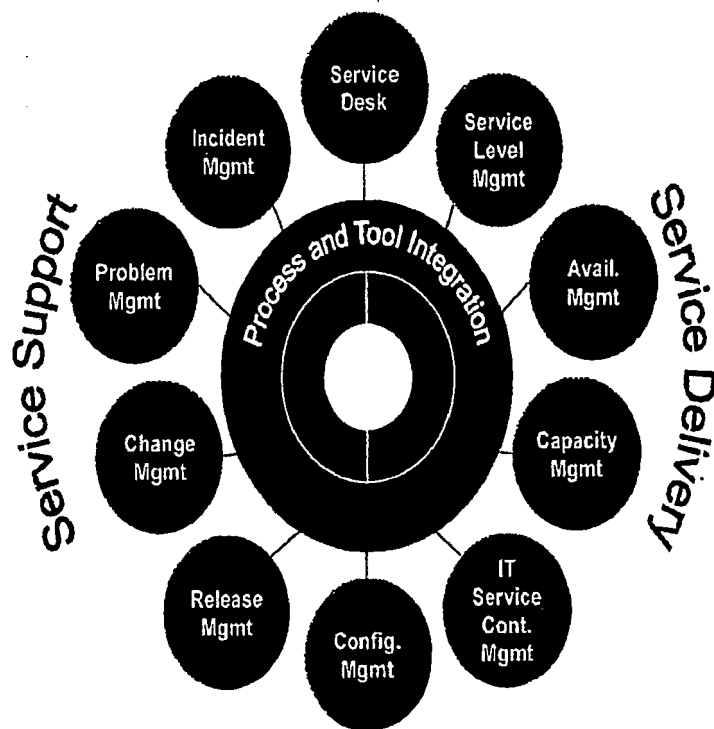 Service
Desk
Incident
Mgmt
Service
Level
Mgmt
Problem
Mgmt
Avail.
Mgmt
Process and Tool Integration
Service Support
Service Delivery
Change
Mgmt
Capacity
Mgmt
Release
Mgmt
Config.
Mgmt
IT
Service
Cont.
Mgmt